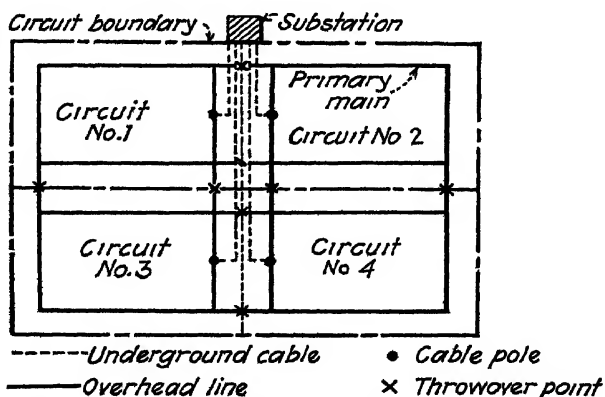 Circuit boundary
Substation
Primary
main
Circuit
No.1
Circuit No 2
Circuit
No.3
Circuit
No 4
Underground cable
Cable pole
Overhead line
Throwover point